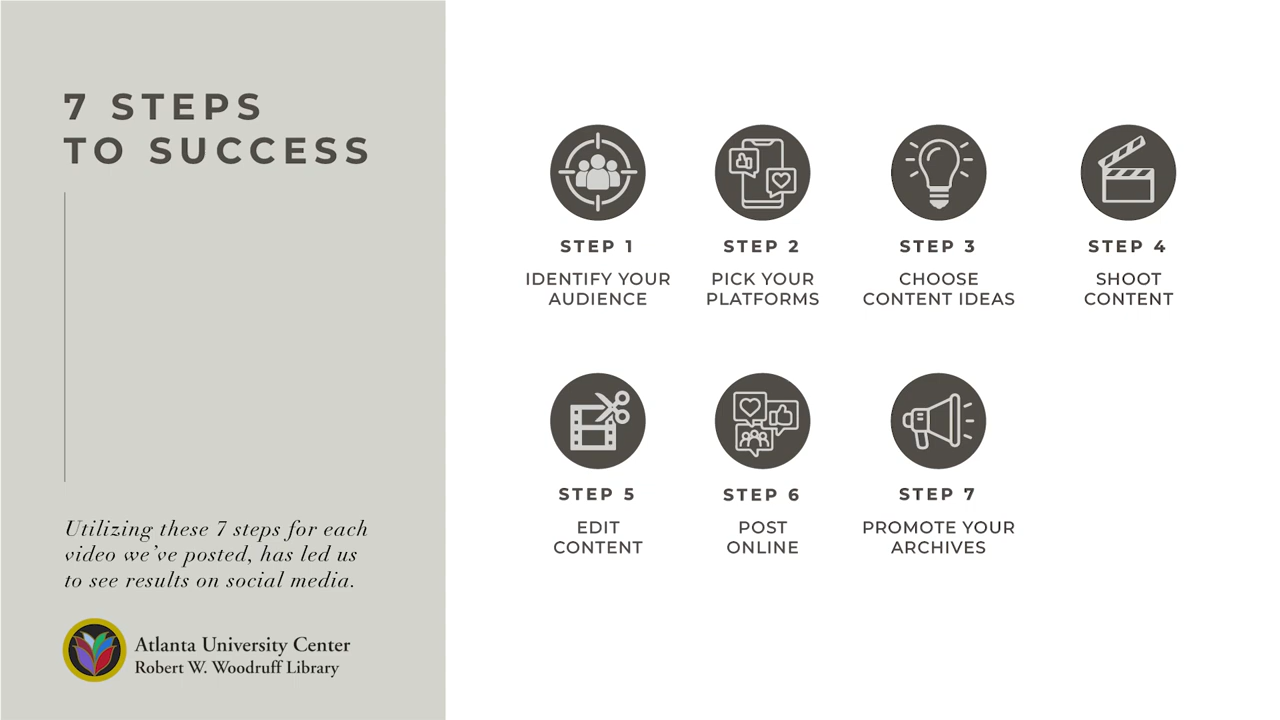 7 STEPS
TO SUCCESS
Utilizing these 7 steps for each
video we've posted, has led us
to see results on social media.
Atlanta University Center
Robert W. Woodruff Library
STEP 1
IDENTIFY YOUR
AUDIENCE
STEP 2
PICK YOUR
PLATFORMS
STEP 3
CHOOSE
CONTENT IDEAS
STEP 4
SHOOT
CONTENT
STEP 5
EDIT
CONTENT
STEP 6
POST
ONLINE
STEP 7
PROMOTE YOUR
ARCHIVES